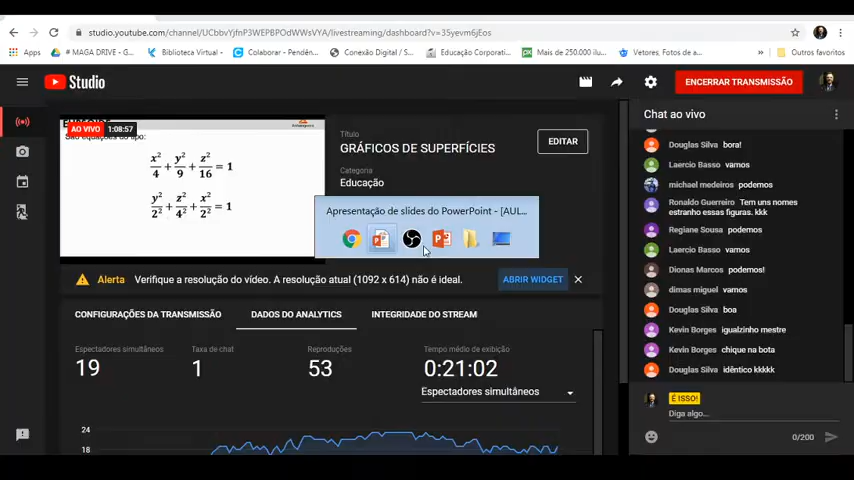 studio.youtube.com/channel/UCbbvYjfnP3WEPBPOdWWsVYA/livestreaming/dashboard?v=35yevm6jEos
Apps
# MAGA DRIVE - G...
Biblioteca Virtual -
Colaborar - Pendên...
Conexão Digital / S...
Educação Corporati...
Mais de 250.000 ilu...
Vetores, Fotos de a...
»
Outros favoritos
Studio
ENCERRAR TRANSMISSÃO
AO VIVO 1:08:57
São equações do tipo:
x²/4 + y²/9 + z²/16 = 1
y²/2² + z²/4² + x²/2² = 1
Título
GRÁFICOS DE SUPERFÍCIES
EDITAR
Categoria
Educação
Apresentação de slides do PowerPoint - [AUL...
Alerta Verifique a resolução do vídeo. A resolução atual (1092 x 614) não é ideal. ABRIR WIDGET
CONFIGURAÇÕES DA TRANSMISSÃO DADOS DO ANALYTICS INTEGRIDADE DO STREAM
Espectadores simultâneos Taxa de chat Reproduções Tempo médio de exibição
19 1 53 0:21:02
Espectadores simultâneos
24
18
Chat ao vivo
Douglas Silva bora!
Laercio Basso vamos
michael medeiros podemos
Ronaldo Guerreiro Tem uns nomes
estranho essas figuras. kkk
Regiane Sousa podemos
Laercio Basso vamos
Dionas Marcos podemos!
dimas miguel vamos
Douglas Silva boa
Kevin Borges igualzinho mestre
Kevin Borges chique na bota
Douglas Silva idêntico kkkkk
É ISSO!
Diga algo...
0/200